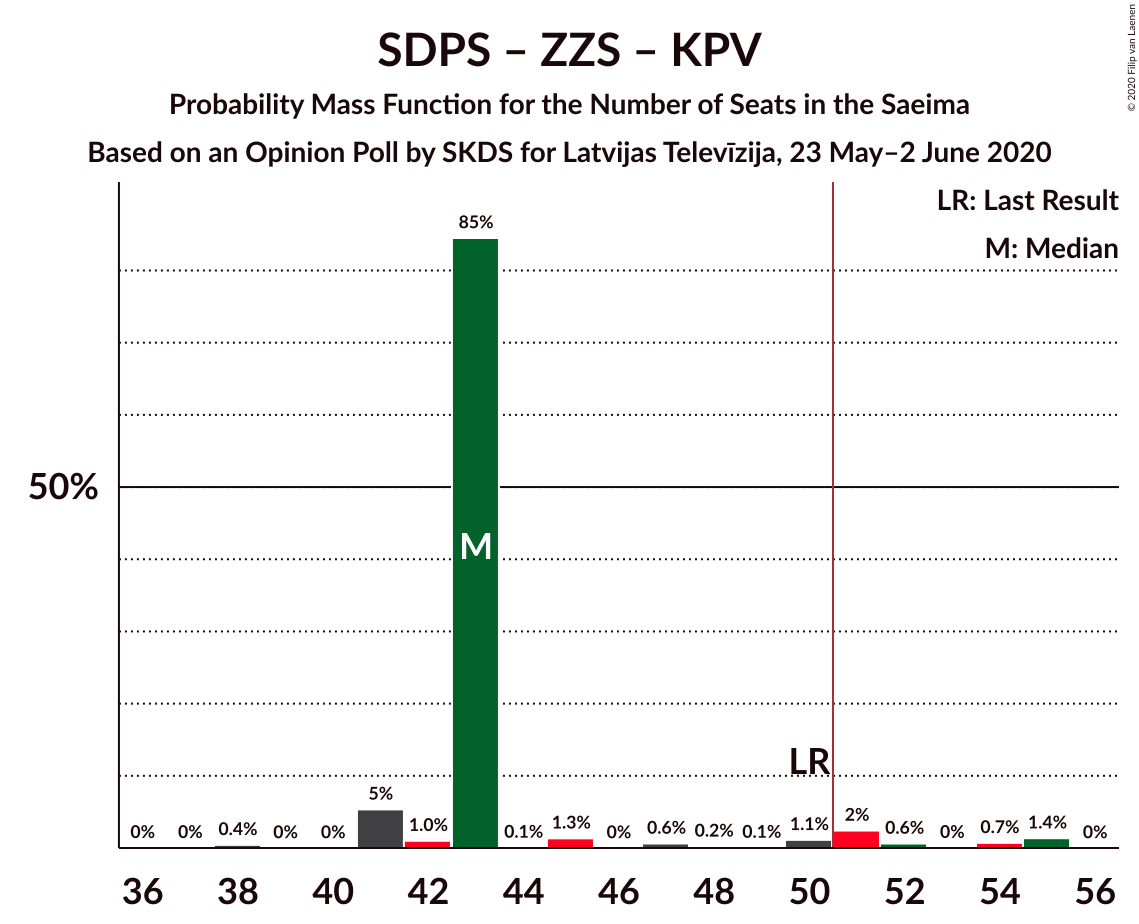 SDPS – ZZS – KPV
Probability Mass Function for the Number of Seats in the Saeima
Based on an Opinion Poll by SKDS for Latvijas Televīzija, 23 May–2 June 2020
© 2020 Filip van Laenen
LR: Last Result
M: Median
50%
85%
M
LR
0% 0% 0.4% 0% 0% 5% 1.0% 0.1% 1.3% 0% 0.6% 0.2% 0.1% 1.1% 2% 0.6% 0% 0.7% 1.4% 0%
36 38 40 42 44 46 48 50 52 54 56